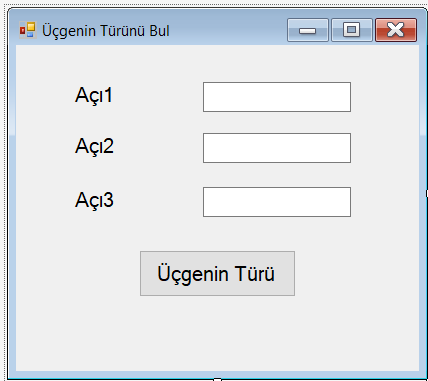 Üçgenin Türünü Bul
Açı1
Açı2
Açı3
Üçgenin Türü